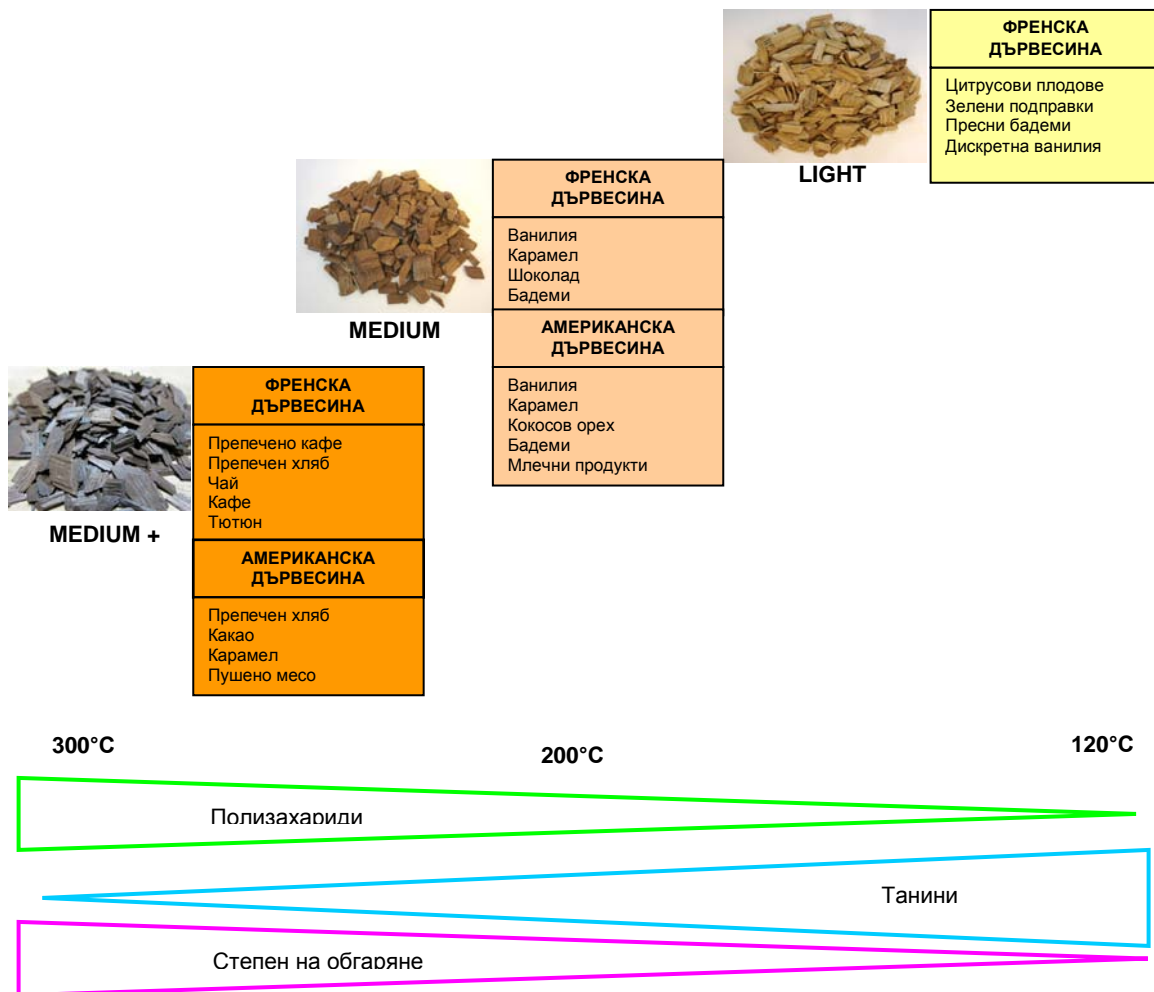 ФРЕНСКА
ДЪРВЕСИНА
Цитрусови плодове
Зелени подправки
Пресни бадеми
Дискретна ванилия
LIGHT
ФРЕНСКА
ДЪРВЕСИНА
Ванилия
Карамел
Шоколад
Бадеми
MEDIUM
АМЕРИКАНСКА
ДЪРВЕСИНА
Ванилия
Карамел
Кокосов орех
Бадеми
Млечни продукти
ФРЕНСКА
ДЪРВЕСИНА
Препечено кафе
Препечен хляб
Чай
Кафе
Тютюн
MEDIUM +
АМЕРИКАНСКА
ДЪРВЕСИНА
Препечен хляб
Какао
Карамел
Пушено месо
300°C
200°C
120°C
Полизахариди
Танини
Степен на обгаряне